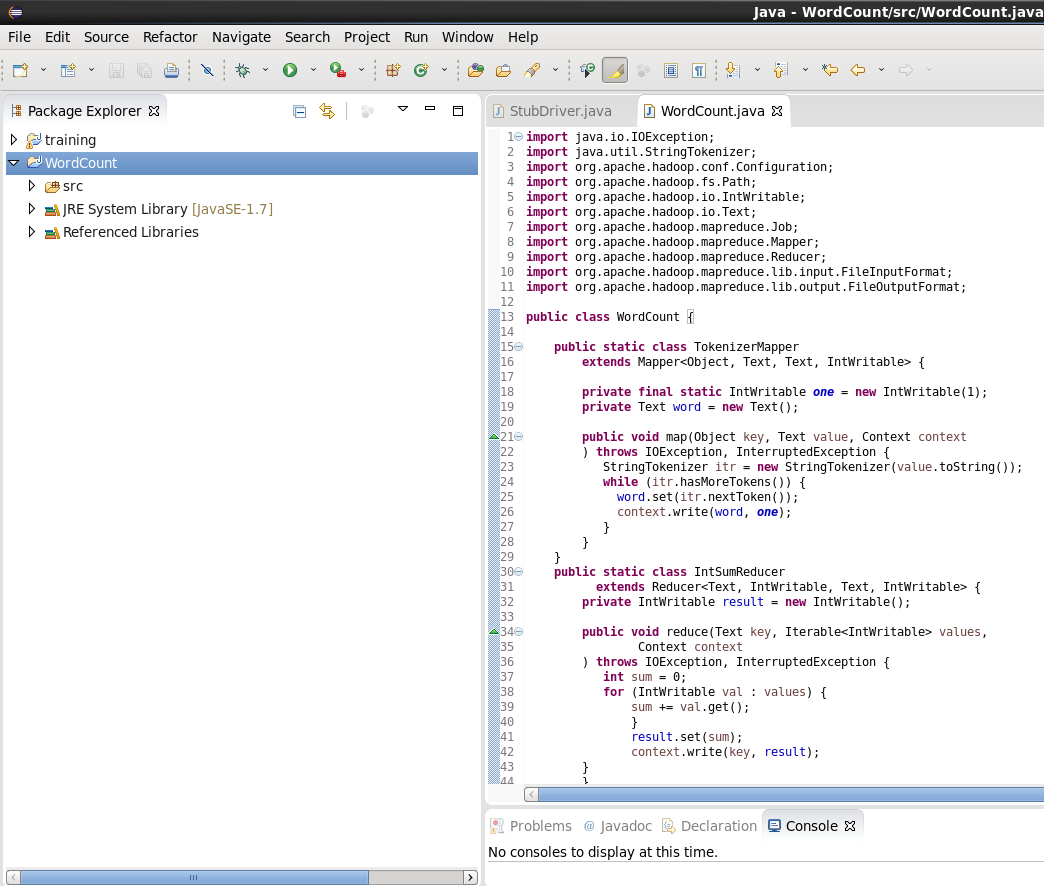 Java - WordCount/src/WordCount.java
File Edit Source Refactor Navigate Search Project Run Window Help
Package Explorer
training
WordCount
src
JRE System Library [JavaSE-1.7]
Referenced Libraries
StubDriver.java WordCount.java
1 import java.io.IOException;
2 import java.util.StringTokenizer;
3 import org.apache.hadoop.conf.Configuration;
4 import org.apache.hadoop.fs.Path;
5 import org.apache.hadoop.io.IntWritable;
6 import org.apache.hadoop.io.Text;
7 import org.apache.hadoop.mapreduce.Job;
8 import org.apache.hadoop.mapreduce.Mapper;
9 import org.apache.hadoop.mapreduce.Reducer;
10 import org.apache.hadoop.mapreduce.lib.input.FileInputFormat;
11 import org.apache.hadoop.mapreduce.lib.output.FileOutputFormat;
12
13 public class WordCount {
14
15 public static class TokenizerMapper
16 extends Mapper<Object, Text, Text, IntWritable> {
17
18 private final static IntWritable one = new IntWritable(1);
19 private Text word = new Text();
20
21 public void map(Object key, Text value, Context context
22 ) throws IOException, InterruptedException {
23 StringTokenizer itr = new StringTokenizer(value.toString());
24 while (itr.hasMoreTokens()) {
25 word.set(itr.nextToken());
26 context.write(word, one);
27 }
28 }
29 }
30 public static class IntSumReducer
31 extends Reducer<Text, IntWritable, Text, IntWritable> {
32 private IntWritable result = new IntWritable();
33
34 public void reduce(Text key, Iterable<IntWritable> values,
35 Context context
36 ) throws IOException, InterruptedException {
37 int sum = 0;
38 for (IntWritable val : values) {
39 sum += val.get();
40 }
41 result.set(sum);
42 context.write(key, result);
43 }
44 }
Problems @ Javadoc Declaration Console
No consoles to display at this time.